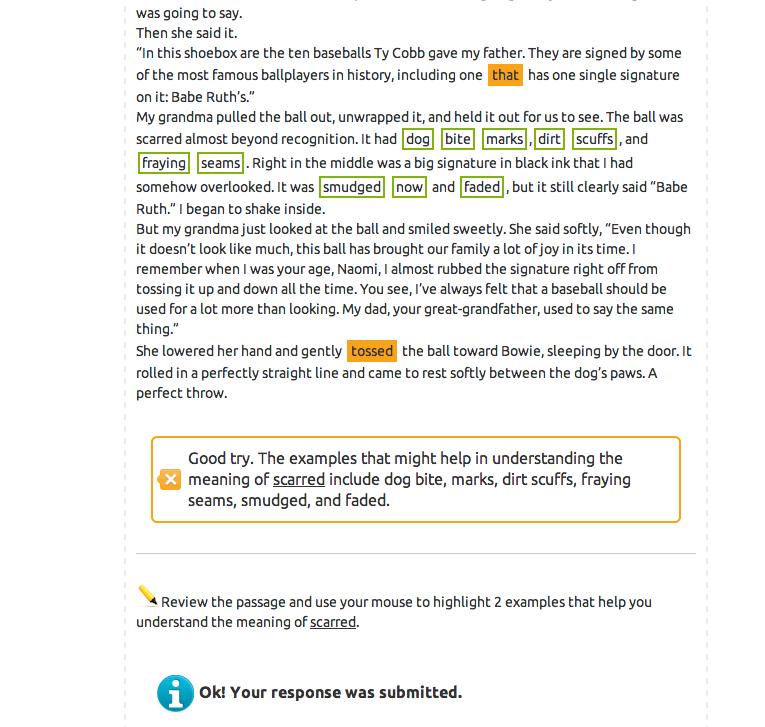 was going to say.
Then she said it.
“In this shoebox are the ten baseballs Ty Cobb gave my father. They are signed by some
of the most famous ballplayers in history, including one that has one single signature
on it: Babe Ruth’s.”
My grandma pulled the ball out, unwrapped it, and held it out for us to see. The ball was
scarred almost beyond recognition. It had dog bite marks, dirt scuffs, and
fraying seams. Right in the middle was a big signature in black ink that I had
somehow overlooked. It was smudged now and faded, but it still clearly said “Babe
Ruth.” I began to shake inside.
But my grandma just looked at the ball and smiled sweetly. She said softly, “Even though
it doesn’t look like much, this ball has brought our family a lot of joy in its time. I
remember when I was your age, Naomi, I almost rubbed the signature right off from
tossing it up and down all the time. You see, I’ve always felt that a baseball should be
used for a lot more than looking. My dad, your great-grandfather, used to say the same
thing.”
She lowered her hand and gently tossed the ball toward Bowie, sleeping by the door. It
rolled in a perfectly straight line and came to rest softly between the dog’s paws. A
perfect throw.
Good try. The examples that might help in understanding the
meaning of scarred include dog bite, marks, dirt scuffs, fraying
seams, smudged, and faded.
Review the passage and use your mouse to highlight 2 examples that help you
understand the meaning of scarred.
Ok! Your response was submitted.